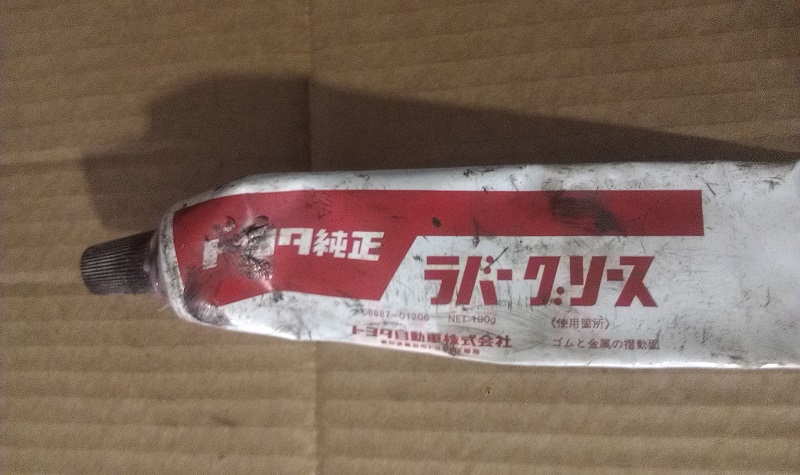 トヨタ純正
ラバーグリース
08887-01206 NET 100g
《使用箇所》
トヨタ自動車株式会社
ゴムと金属の摺動面